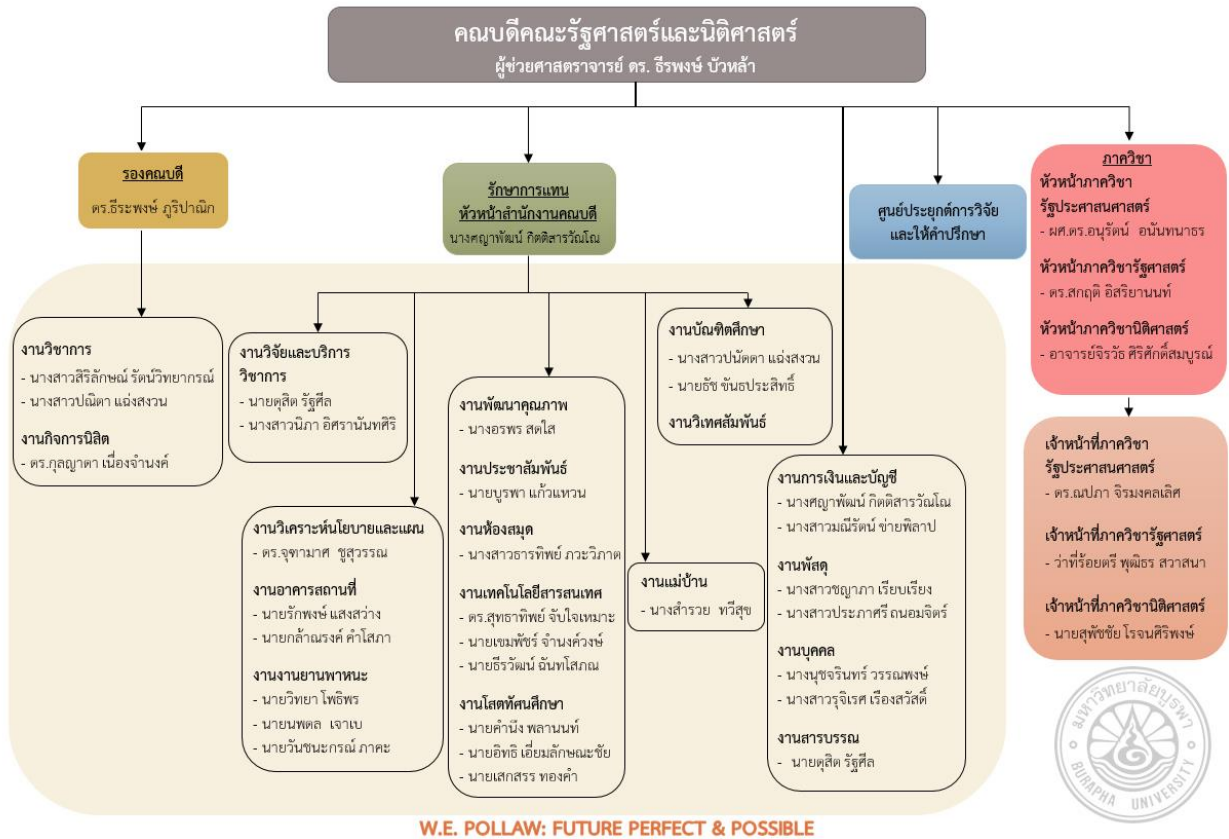 คณบดีคณะรัฐศาสตร์และนิติศาสตร์
ผู้ช่วยศาสตราจารย์ ดร. ธีรพงษ์ บัวหล้า
รองคณบดี
ดร.ธีระพงษ์ ภูริปาณิก
รักษาการแทน
หัวหน้าสำนักงานคณบดี
นางศญาพัฒน์ กิตติสารวัณโณ
ศูนย์ประยุกต์การวิจัย
และให้คำปรึกษา
ภาควิชา
หัวหน้าภาควิชา
รัฐประศาสนศาสตร์
- ผศ.ดร.อนุรัตน์ อนันทนาธร
หัวหน้าภาควิชารัฐศาสตร์
- ดร.สกฤติ อิสริยานนท์
หัวหน้าภาควิชานิติศาสตร์
- อาจารย์จิรวัธ ศิริศักดิ์สมบูรณ์
งานวิชาการ
- นางสาวสิริลักษณ์ รัตน์วิทยากรณ์
- นางสาวปณิตา แฉ่งสงวน
งานกิจการนิสิต
- ดร.กุลญาดา เนื่องจำนงค์
งานวิจัยและบริการ
วิชาการ
- นายดุสิต รัฐศีล
- นางสาวนิภา อิศรานันทศิริ
งานวิเคราะห์นโยบายและแผน
- ดร.จุฑามาศ ชูสุวรรณ
งานอาคารสถานที่
- นายรักพงษ์ แสงสว่าง
- นายกล้าณรงค์ คำโสภา
งานงานยานพาหนะ
- นายวิทยา โพธิพร
- นายนพดล เจาเบ
- นายวันชนะกรณ์ ภาคะ
งานพัฒนาคุณภาพ
- นางอรพร สดใส
งานประชาสัมพันธ์
- นายบูรพา แก้วแหวน
งานห้องสมุด
- นางสาวธารทิพย์ ภวะวิภาต
งานเทคโนโลยีสารสนเทศ
- ดร.สุทธาทิพย์ จับใจเหมาะ
- นายเขมพัชร์ จำนงค์วงษ์
- นายธีรวัฒน์ ฉันทโสภณ
งานโสตทัศนศึกษา
- นายคำนึง พลานนท์
- นายอิทธิ เอี่ยมลักษณะชัย
- นายเสกสรร ทองคำ
งานบัณฑิตศึกษา
- นางสาวปนัดดา แฉ่งสงวน
- นายธัช ขันธประสิทธิ์
งานวิเทศสัมพันธ์
งานแม่บ้าน
- นางสำรวย ทวีสุข
งานการเงินและบัญชี
- นางศญาพัฒน์ กิตติสารวัณโณ
- นางสาวมณีรัตน์ ข่ายพิลาป
งานพัสดุ
- นางสาวชญาภา เรียบเรียง
- นางสาวประภาศรี ถนอมจิตร์
งานบุคคล
- นางนุชจรินทร์ วรรณพงษ์
- นางสาวรุจิเรศ เรืองสวัสดิ์
งานสารบรรณ
- นายดุสิต รัฐศีล
เจ้าหน้าที่ภาควิชา
รัฐประศาสนศาสตร์
- ดร.ณปภา จิรมงคลเลิศ
เจ้าหน้าที่ภาควิชารัฐศาสตร์
- ว่าที่ร้อยตรี พุฒิธร สวาสนา
เจ้าหน้าที่ภาควิชานิติศาสตร์
- นายสุพัชชัย โรจนศิริพงษ์
มหาวิทยาลัยบูรพา
BURAPHA UNIVERSITY
W.E. POLLAW: FUTURE PERFECT & POSSIBLE